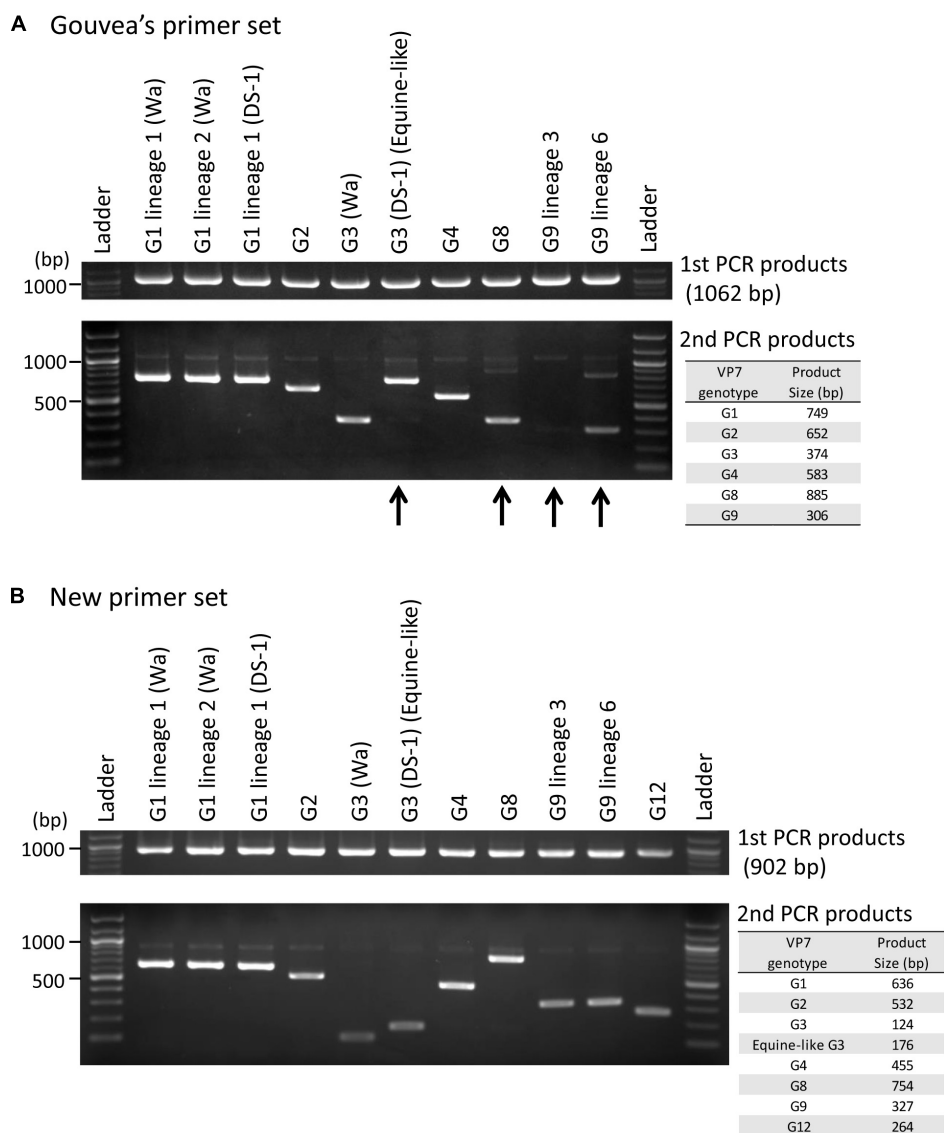 A Gouvea's primer set
Ladder
G1 lineage 1 (Wa)
G1 lineage 2 (Wa)
G1 lineage 1 (DS-1)
G2
G3 (Wa)
G3 (DS-1) (Equine-like)
G4
G8
G9 lineage 3
G9 lineage 6
Ladder
(bp)
1000
1st PCR products
(1062 bp)
1000
500
2nd PCR products
VP7 genotype Product Size (bp)
G1 749
G2 652
G3 374
G4 583
G8 885
G9 306
B New primer set
Ladder
G1 lineage 1 (Wa)
G1 lineage 2 (Wa)
G1 lineage 1 (DS-1)
G2
G3 (Wa)
G3 (DS-1) (Equine-like)
G4
G8
G9 lineage 3
G9 lineage 6
G12
Ladder
(bp)
1000
1st PCR products
(902 bp)
1000
500
2nd PCR products
VP7 genotype Product Size (bp)
G1 636
G2 532
G3 124
Equine-like G3 176
G4 455
G8 754
G9 327
G12 264